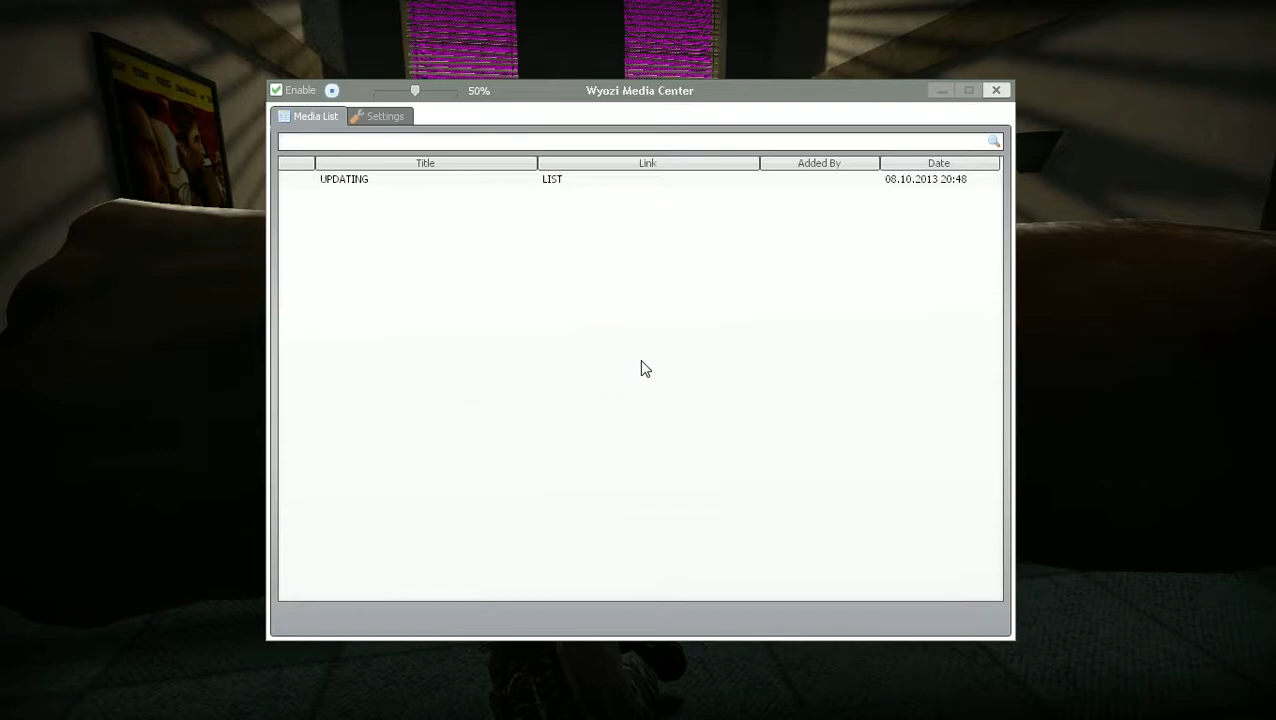 Enable 50% Wyozi Media Center
Media List Settings
Title Link Added By Date
UPDATING LIST 08.10.2013 20:48